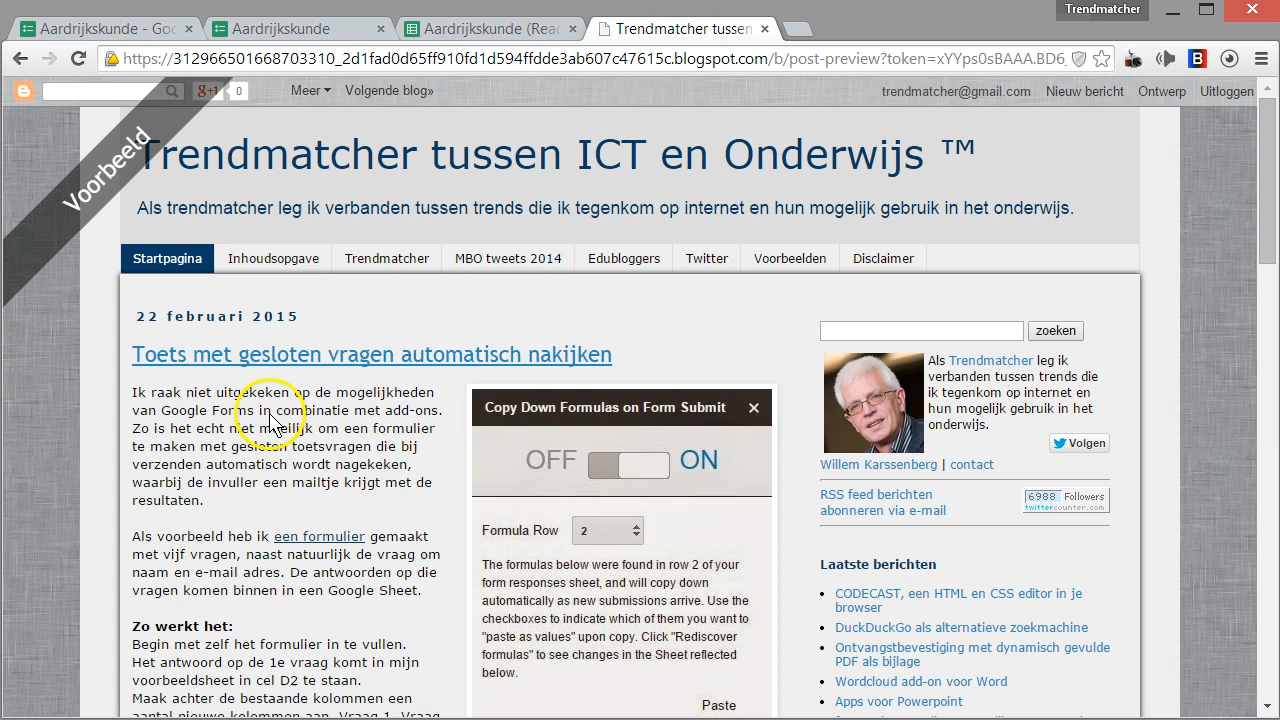 Trendmatcher
Aardrijkskunde - Goo
Aardrijkskunde
Aardrijkskunde (Reac
Trendmatcher tussen
https://312966501668703310_2d1fad0d65ff910fd1d594ffdde3ab607c47615c.blogspot.com/b/post-preview?token=xYYps0sBAAA.BD6_
g+1 0
Meer
Volgende blog»
trendmatcher@gmail.com
Nieuw bericht
Ontwerp
Uitloggen
Voorbeeld
Trendmatcher tussen ICT en Onderwijs ™
Als trendmatcher leg ik verbanden tussen trends die ik tegenkom op internet en hun mogelijk gebruik in het onderwijs.
Startpagina
Inhoudsopgave
Trendmatcher
MBO tweets 2014
Edubloggers
Twitter
Voorbeelden
Disclaimer
22 februari 2015
Toets met gesloten vragen automatisch nakijken
Ik raak niet uitgekeken op de mogelijkheden
van Google Forms in combinatie met add-ons.
Zo is het echt niet moeilijk om een formulier
te maken met gesloten toetsvragen die bij
verzenden automatisch wordt nagekeken,
waarbij de invuller een mailtje krijgt met de
resultaten.
Als voorbeeld heb ik een formulier gemaakt
met vijf vragen, naast natuurlijk de vraag om
naam en e-mail adres. De antwoorden op die
vragen komen binnen in een Google Sheet.
Zo werkt het:
Begin met zelf het formulier in te vullen.
Het antwoord op de 1e vraag komt in mijn
voorbeeldsheet in cel D2 te staan.
Maak achter de bestaande kolommen een
aantal nieuwe kolommen aan. Vraag 1, Vraag
Copy Down Formulas on Form Submit ×
OFF ON
Formula Row 2
The formulas below were found in row 2 of your
form responses sheet, and will copy down
automatically as new submissions arrive. Use the
checkboxes to indicate which of them you want to
"paste as values" upon copy. Click "Rediscover
formulas" to see changes in the Sheet reflected
below.
Paste
zoeken
Als Trendmatcher leg ik
verbanden tussen trends die
ik tegenkom op internet en
hun mogelijk gebruik in het
onderwijs.
Volgen
Willem Karssenberg | contact
RSS feed berichten
abonneren via e-mail
6988 Followers
twittercounter.com
Laatste berichten
CODECAST, een HTML en CSS editor in je
browser
DuckDuckGo als alternatieve zoekmachine
Ontvangstbevestiging met dynamisch gevulde
PDF als bijlage
Wordcloud add-on voor Word
Apps voor Powerpoint